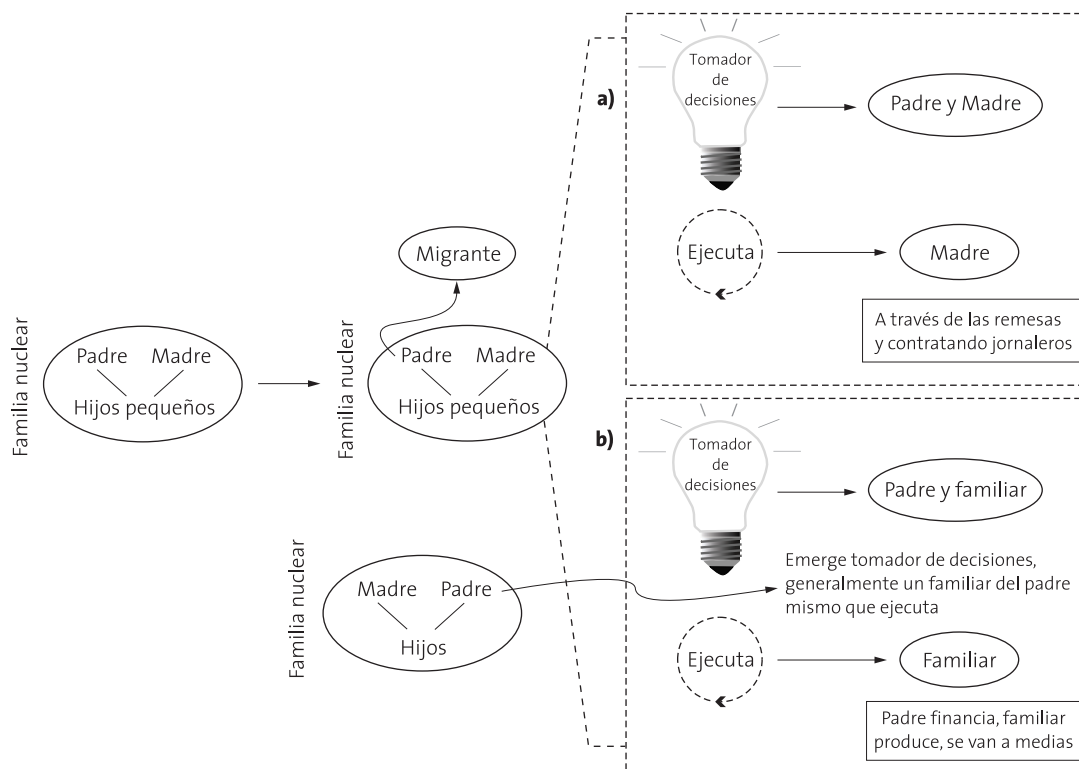 Familia nuclear
Padre Madre
Hijos pequeños
Migrante
Familia nuclear
Padre Madre
Hijos pequeños
Familia nuclear
Madre Padre
Hijos
a)
Tomador
de
decisiones
Padre y Madre
Ejecuta
Madre
A través de las remesas
y contratando jornaleros
b)
Tomador
de
decisiones
Padre y familiar
Emerge tomador de decisiones,
generalmente un familiar del padre
mismo que ejecuta
Ejecuta
Familiar
Padre financia, familiar
produce, se van a medias